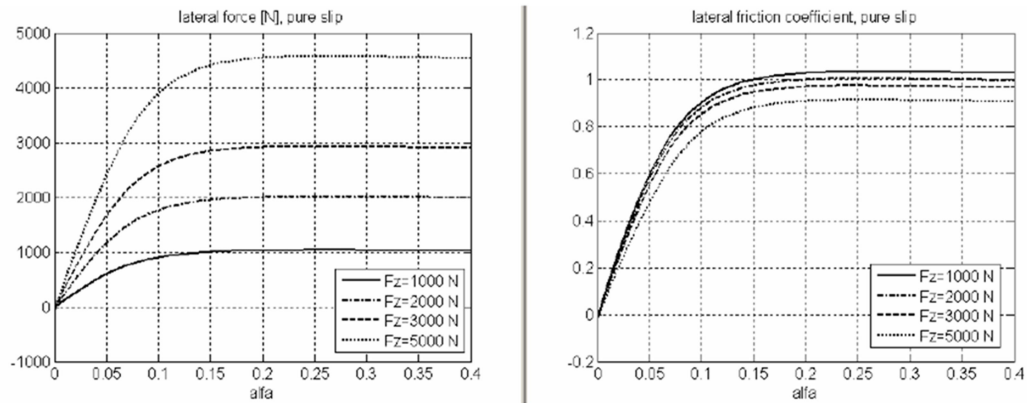 lateral force [N], pure slip
6000
5000
4000
3000
2000
1000
0
-1000
0
0.05
0.1
0.15
0.2
0.25
0.3
0.35
0.4
alfa
Fz=1000 N
Fz=2000 N
Fz=3000 N
Fz=5000 N
lateral friction coefficient, pure slip
1.2
1
0.8
0.6
0.4
0.2
0
-0.2
0
0.05
0.1
0.15
0.2
0.25
0.3
0.35
0.4
alfa
Fz=1000 N
Fz=2000 N
Fz=3000 N
Fz=5000 N